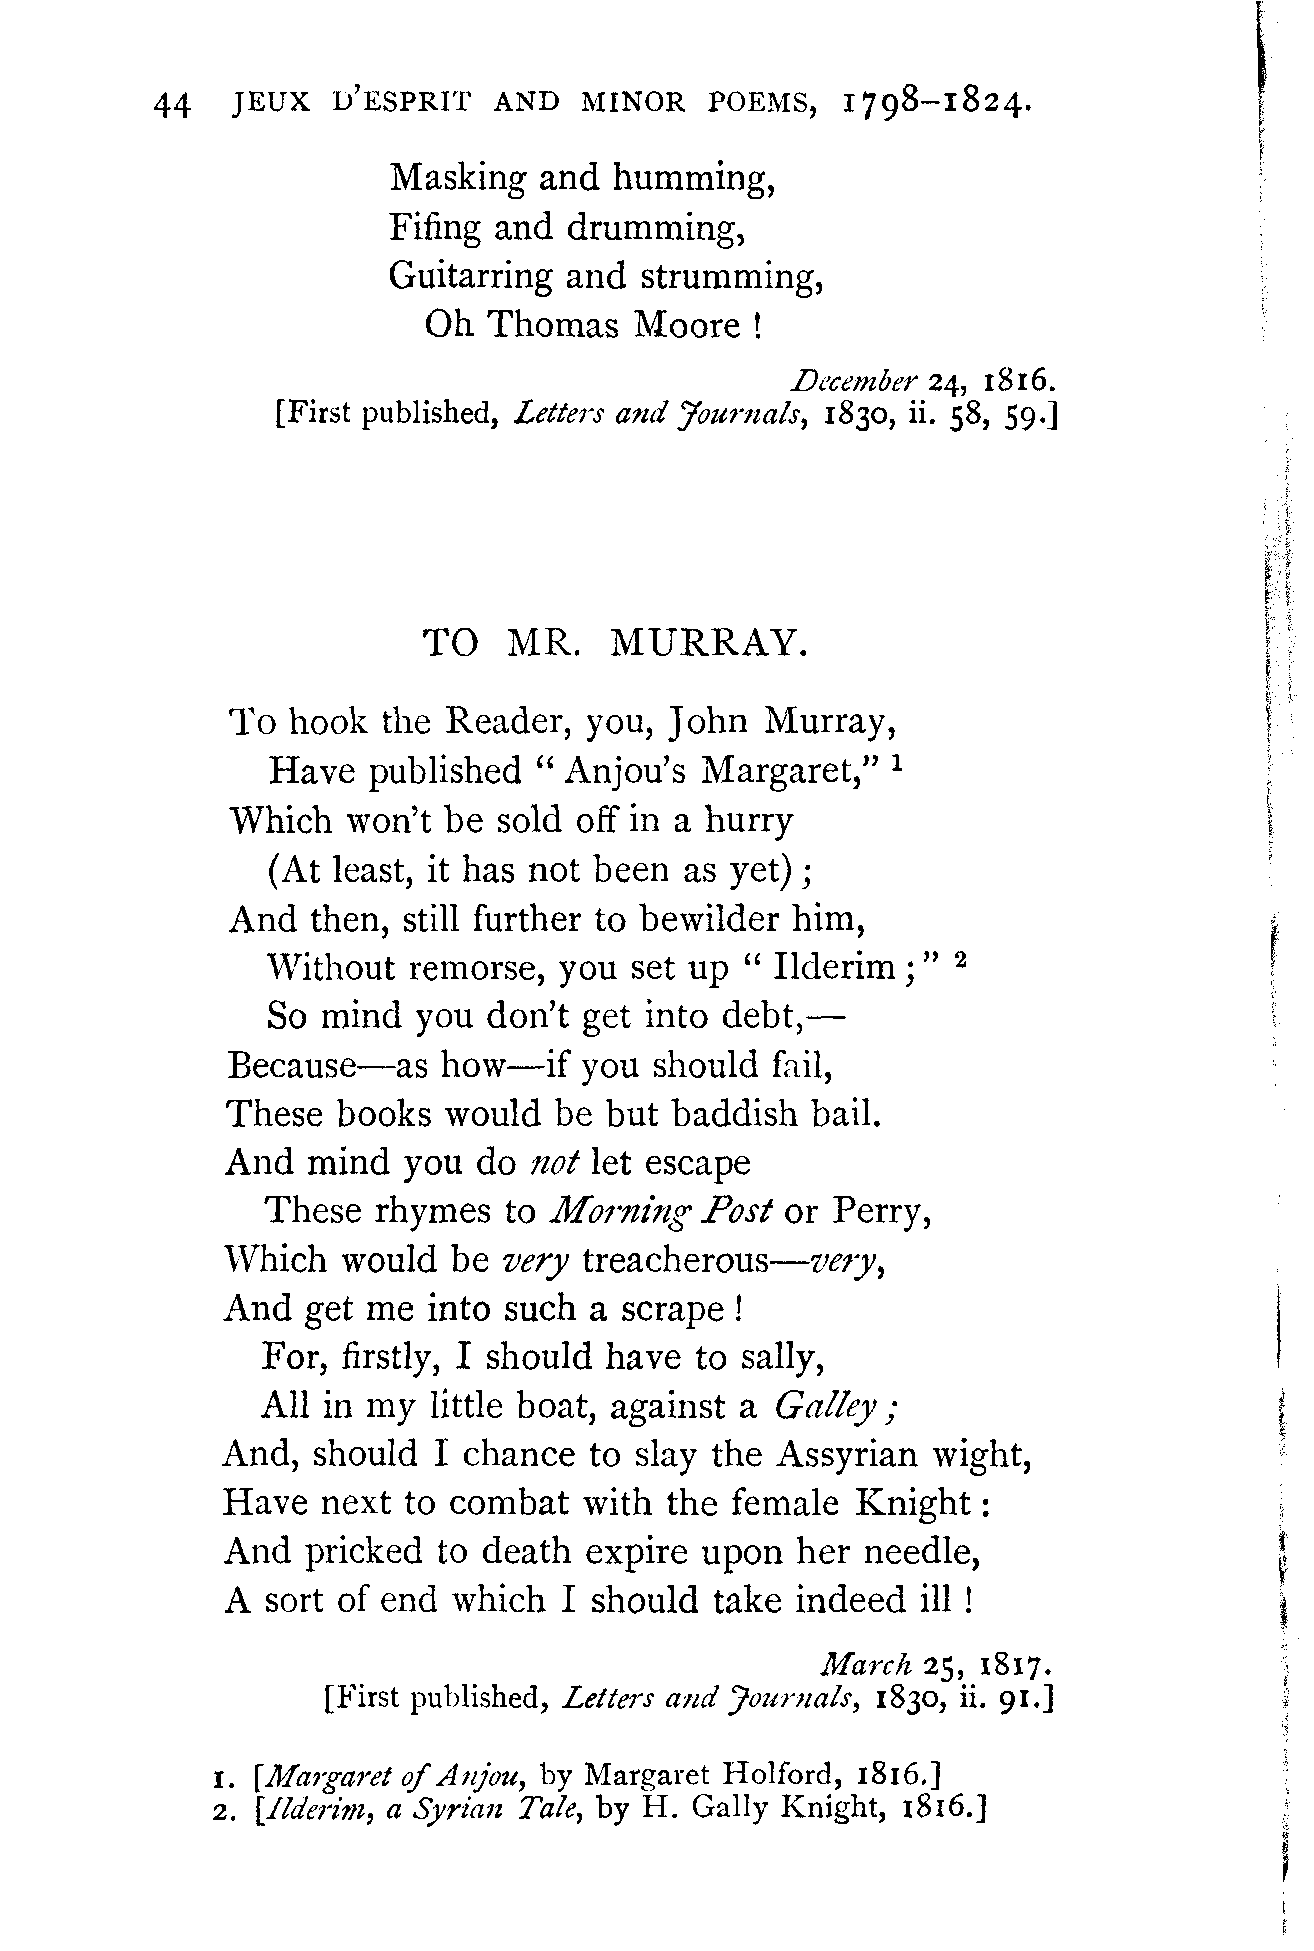 44 JEUX D'ESPRIT AND MINOR POEMS, 1798–1824.
Masking and humming,
Fifing and drumming,
Guitarring and strumming,
Oh Thomas Moore !
December 24, 1816.
[First published, Letters and Journals, 1830, ii. 58, 59.]
TO MR. MURRAY.
To hook the Reader, you, John Murray,
Have published “ Anjou's Margaret,” 1
Which won't be sold off in a hurry
(At least, it has not been as yet) ;
And then, still further to bewilder him,
Without remorse, you set up “ Ilderim ; ” 2
So mind you don't get into debt,—
Because—as how—if you should fail,
These books would be but baddish bail.
And mind you do not let escape
These rhymes to Morning Post or Perry,
Which would be very treacherous—very,
And get me into such a scrape !
For, firstly, I should have to sally,
All in my little boat, against a Galley ;
And, should I chance to slay the Assyrian wight,
Have next to combat with the female Knight :
And pricked to death expire upon her needle,
A sort of end which I should take indeed ill !
March 25, 1817.
[First published, Letters and Journals, 1830, ii. 91.]
1. [Margaret of Anjou, by Margaret Holford, 1816.]
2. [Ilderim, a Syrian Tale, by H. Gally Knight, 1816.]